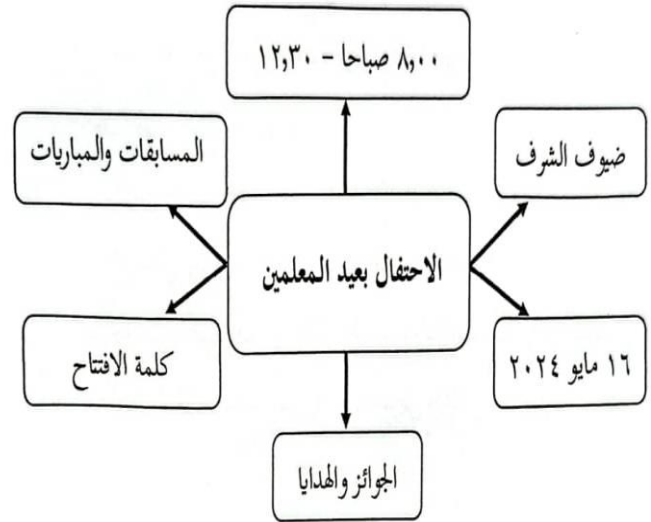 ٨,٠٠ صباحا – ١٢,٣٠
ضيوف الشرف
المسابقات والمباريات
الاحتفال بعيد المعلمين
١٦ مايو ٢٠٢٤
كلمة الافتتاح
الجوائز والهدايا